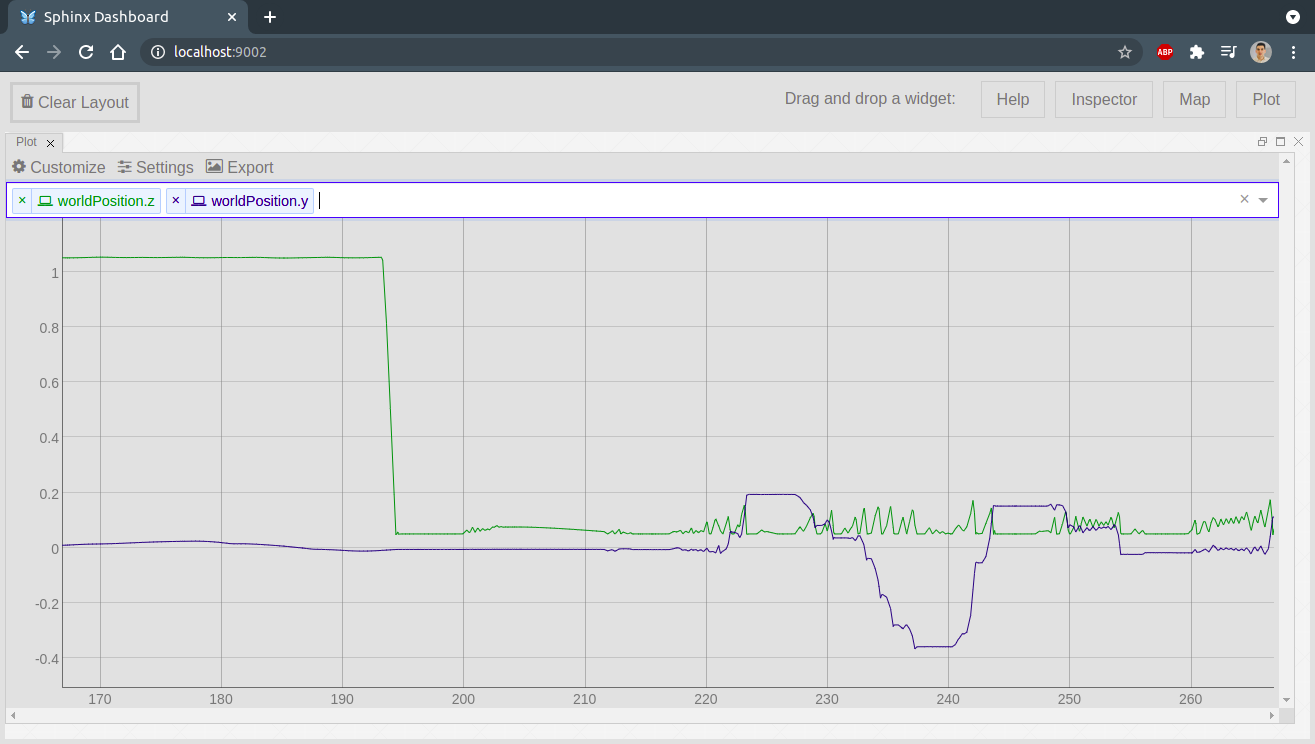 Sphinx Dashboard
localhost:9002
ABP
Clear Layout
Drag and drop a widget:
Help
Inspector
Map
Plot
Plot
Customize
Settings
Export
worldPosition.z
worldPosition.y
1
0.8
0.6
0.4
0.2
0
-0.2
-0.4
170 180 190 200 210 220 230 240 250 260